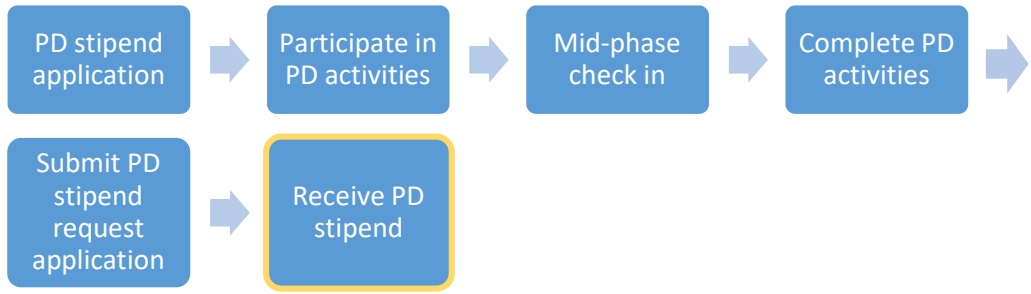 PD stipend
application
Participate in
PD activities
Mid-phase
check in
Complete PD
activities
Submit PD
stipend
request
application
Receive PD
stipend